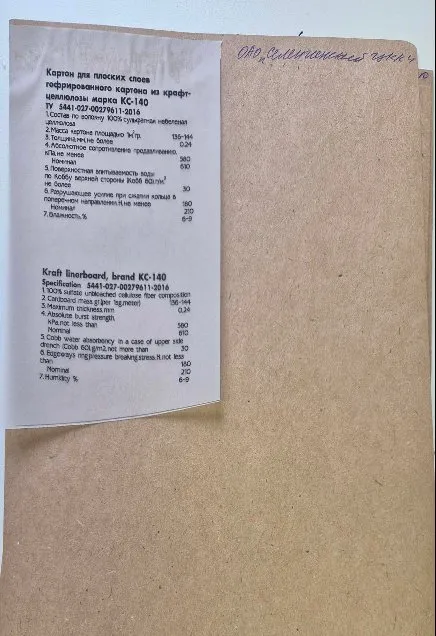 ОАО „Селенгинский ЦКК"
Картон для плоских слоев
гофрированного картона из крафт-
целлюлозы марка КС-140
ТУ 5441-027-00279611-2016
1.Состав по волокну 100% сульфатная небеленая
целлюлоза
2.Масса картона площадью 1м²,гр. 136-144
3.Толщина,мм,не более 0,24
4.Абсолютное сопротивление продавливанию,
кПа,не менее 580
Номинал 610
5.Поверхностная впитываемость воды
по Коббу верхней стороны (Кобб 60),г/м²
не более 30
6.Разрушающее усилие при сжатии кольца в
поперечном направлении,Н,не менее 180
Номинал 210
7.Влажность,% 6-9
Kraft linerboard, brand KC-140
Specification 5441-027-00279611-2016
1.100% sulfate unbleached cellulose fiber composition
2.Cardboard mass gr.(per 1sg.meter) 136-144
3.Maximum thickness.mm 0,24
4.Absolute burst strength,
kPa,not less than 580
Nominal 610
5.Cobb water absorbency in a case of upper side
drench (Cobb 60),g/m2,not more than 30
6.Edgeways ring pressure breaking stress.H.not less
than 180
Nominal 210
7.Humidity % 6-9